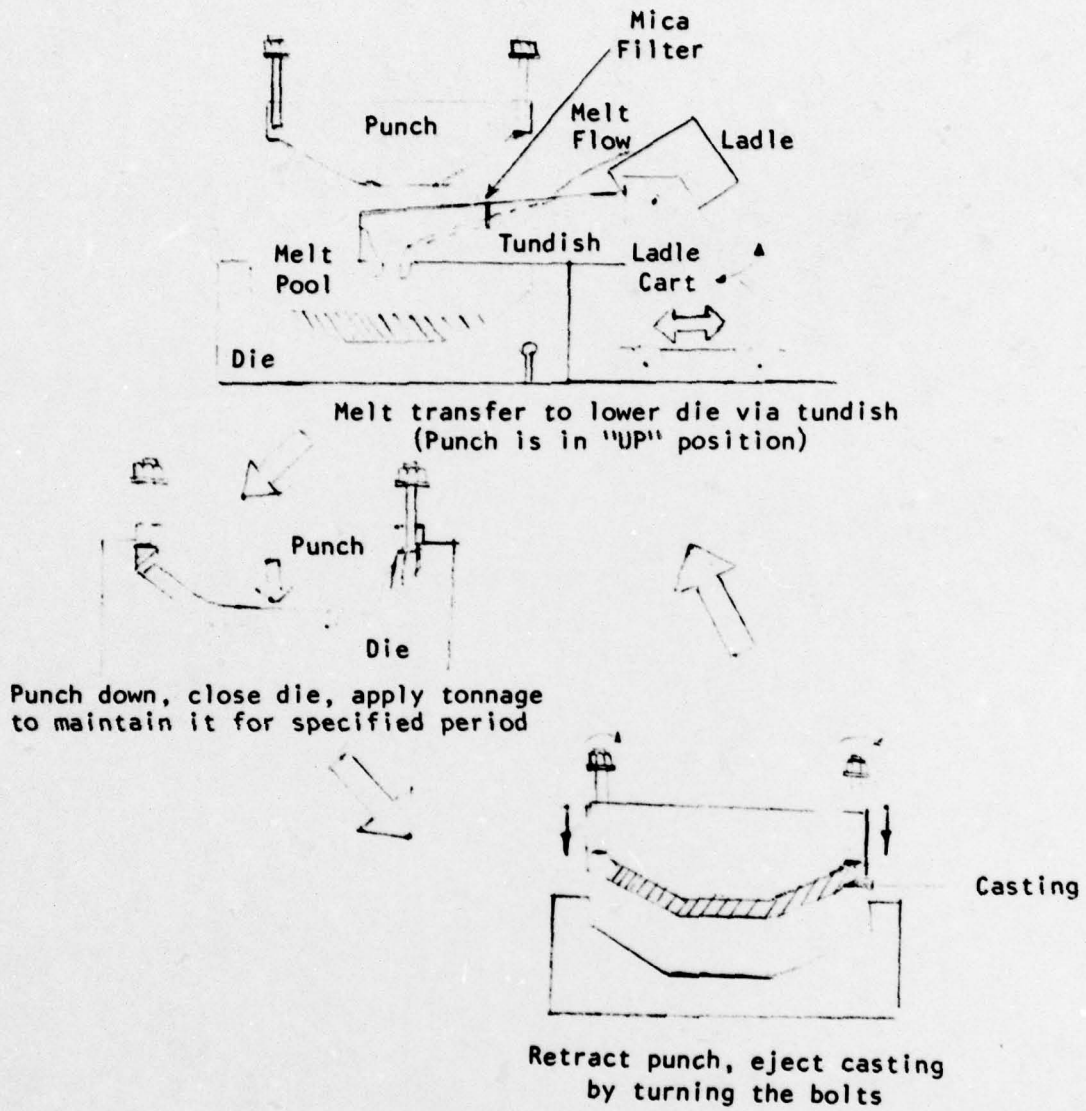 Mica
Filter
Punch
Melt
Flow
Ladle
Tundish
Melt
Pool
Ladle
Cart
Die
Melt transfer to lower die via tundish
(Punch is in "UP" position)
Punch
Die
Punch down, close die, apply tonnage
to maintain it for specified period
Casting
Retract punch, eject casting
by turning the bolts